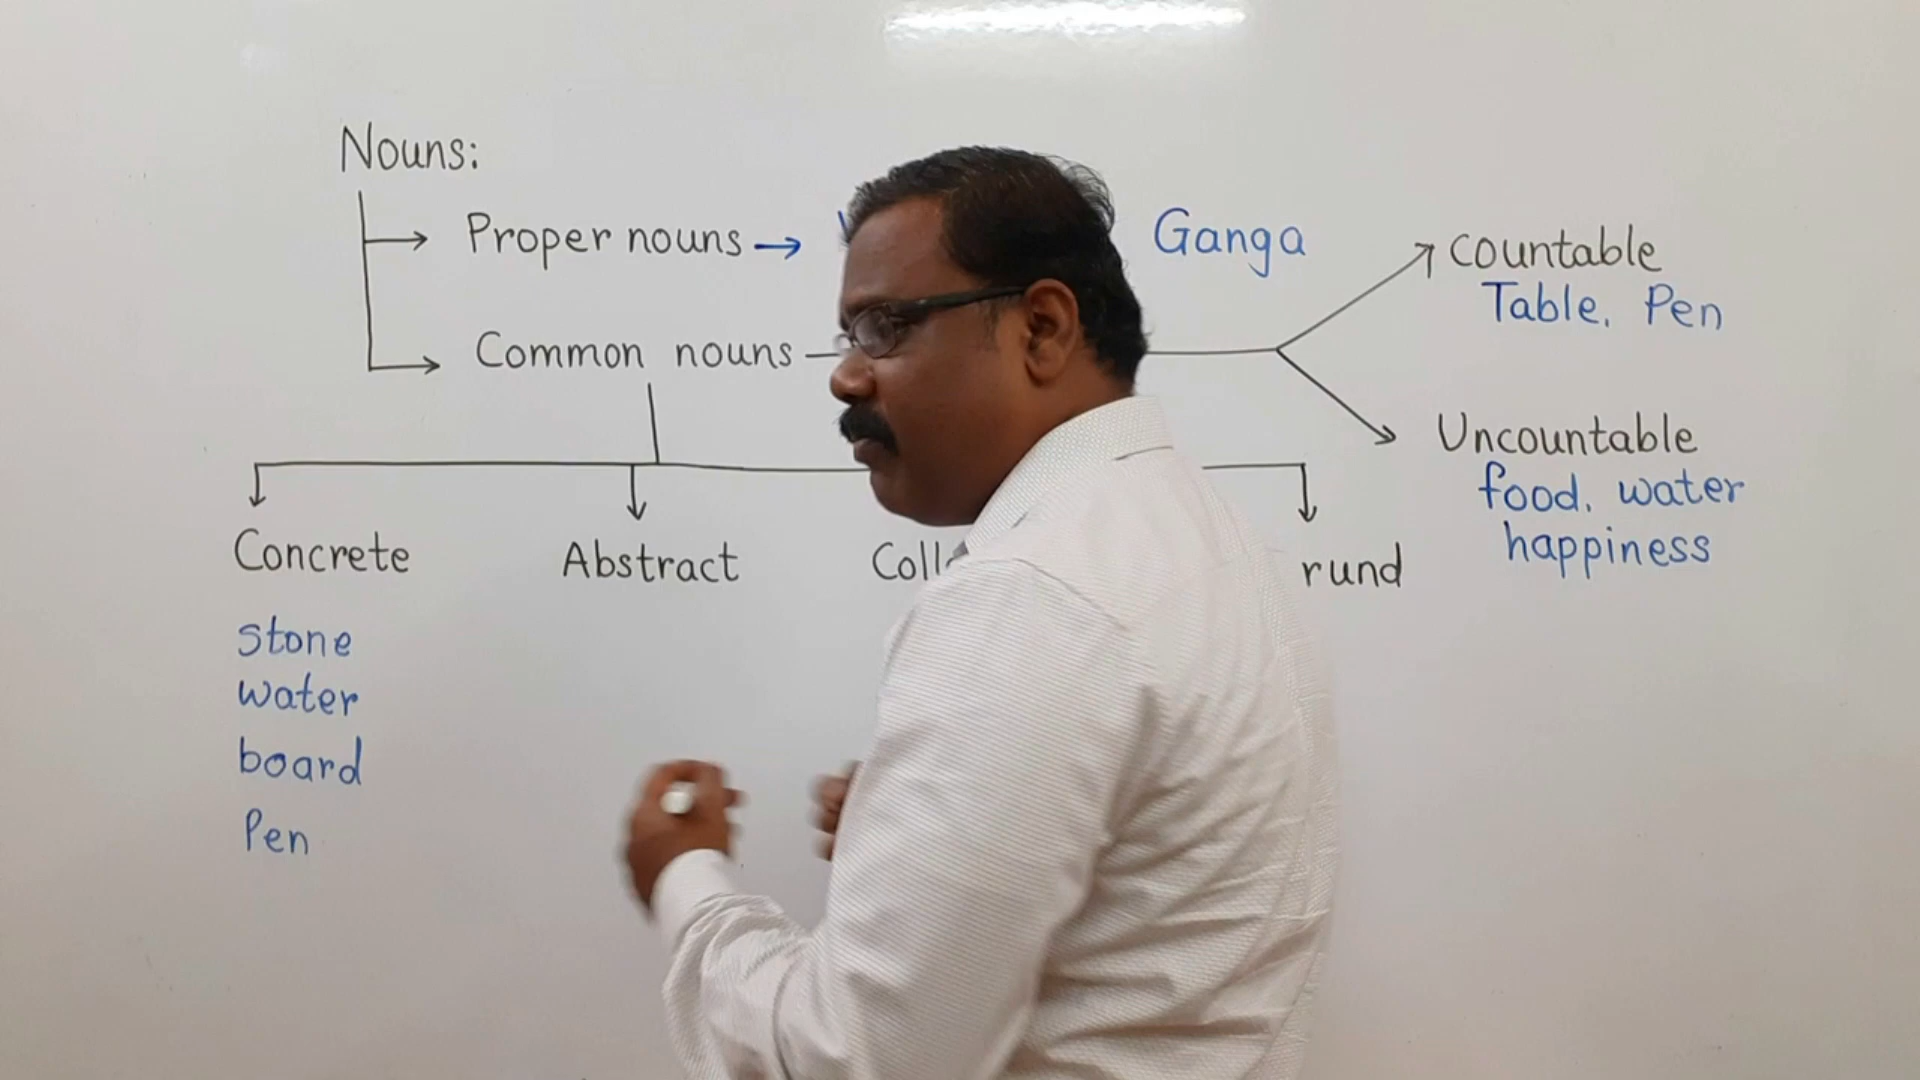 Nouns:
Proper nouns → Ganga
Common nouns
countable
Table, Pen
Uncountable
food, water
happiness
Concrete Abstract
stone
water
board
Pen